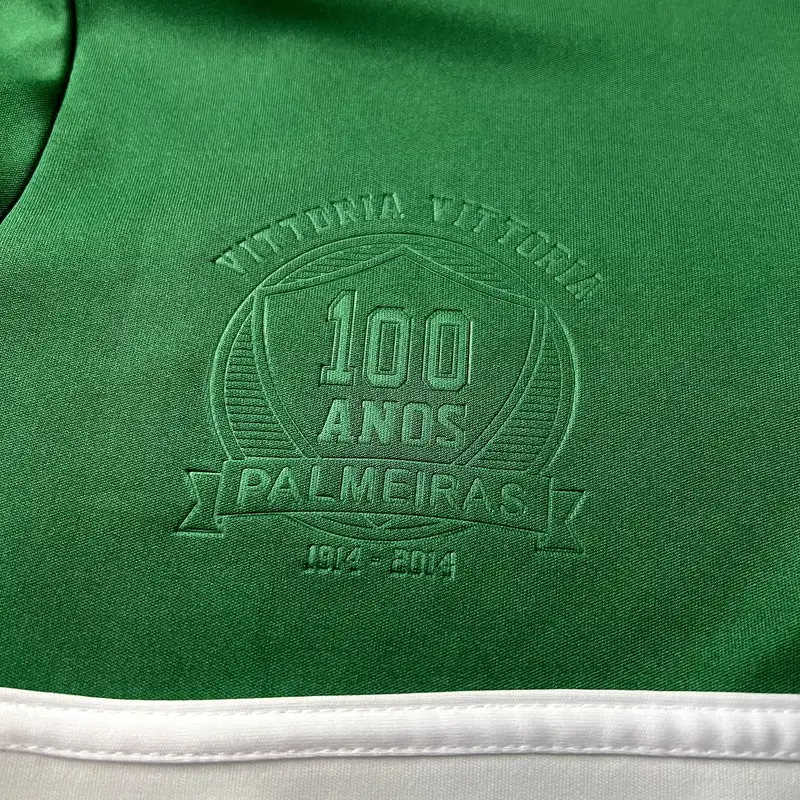 VITTORIA VITTORIA
100
ANOS
PALMEIRAS
1914 - 2014